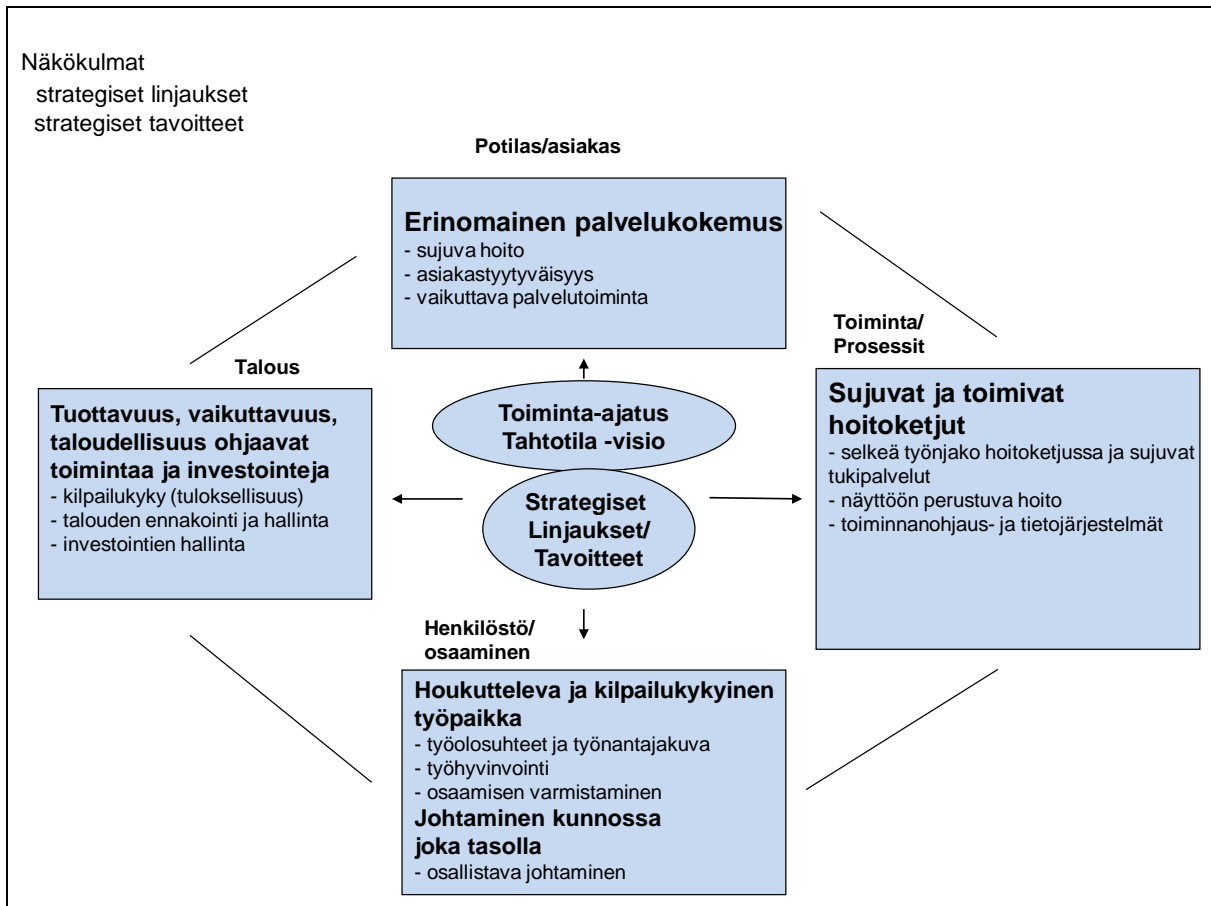 Näkökulmat
strategiset linjaukset
strategiset tavoitteet
Potilas/asiakas
Erinomainen palvelukokemus
- sujuva hoito
- asiakastyytyväisyys
- vaikuttava palvelutoiminta
Talous
Tuottavuus, vaikuttavuus,
taloudellisuus ohjaavat
toimintaa ja investointeja
- kilpailukyky (tuloksellisuus)
- talouden ennakointi ja hallinta
- investointien hallinta
Toiminta-ajatus
Tahtotila -visio
Strategiset
Linjaukset/
Tavoitteet
Toiminta/
Prosessit
Sujuvat ja toimivat
hoitoketjut
- selkeä työnjako hoitoketjussa ja sujuvat
tukipalvelut
- näyttöön perustuva hoito
- toiminnanohjaus- ja tietojärjestelmät
Henkilöstö/
osaaminen
Houkutteleva ja kilpailukykyinen
työpaikka
- työolosuhteet ja työnantajakuva
- työhyvinvointi
- osaamisen varmistaminen
Johtaminen kunnossa
joka tasolla
- osallistava johtaminen